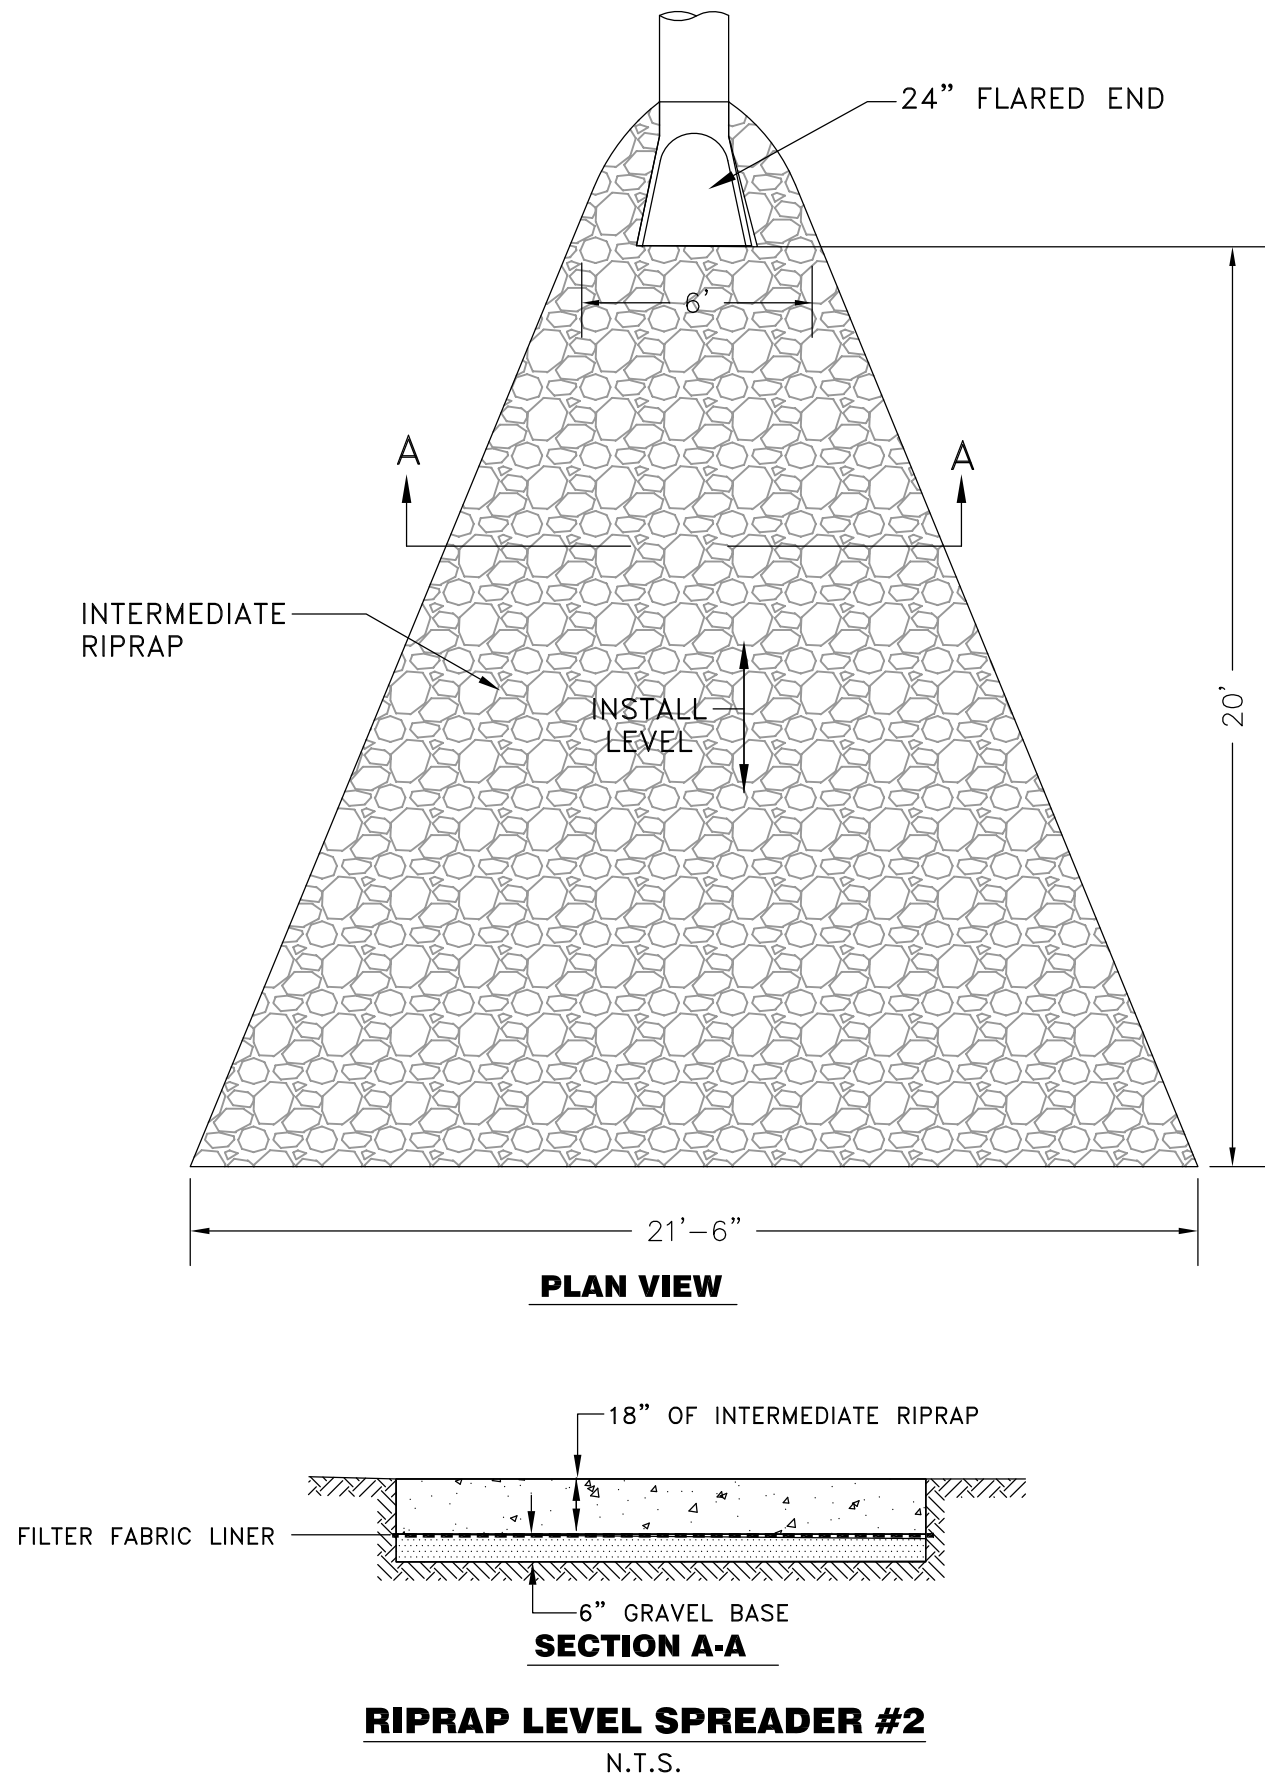 24” FLARED END
6’
A
A
INTERMEDIATE
RIPRAP
INSTALL
LEVEL
20’
21’–6”
PLAN VIEW
18” OF INTERMEDIATE RIPRAP
FILTER FABRIC LINER
6” GRAVEL BASE
SECTION A-A
RIPRAP LEVEL SPREADER #2
N.T.S.